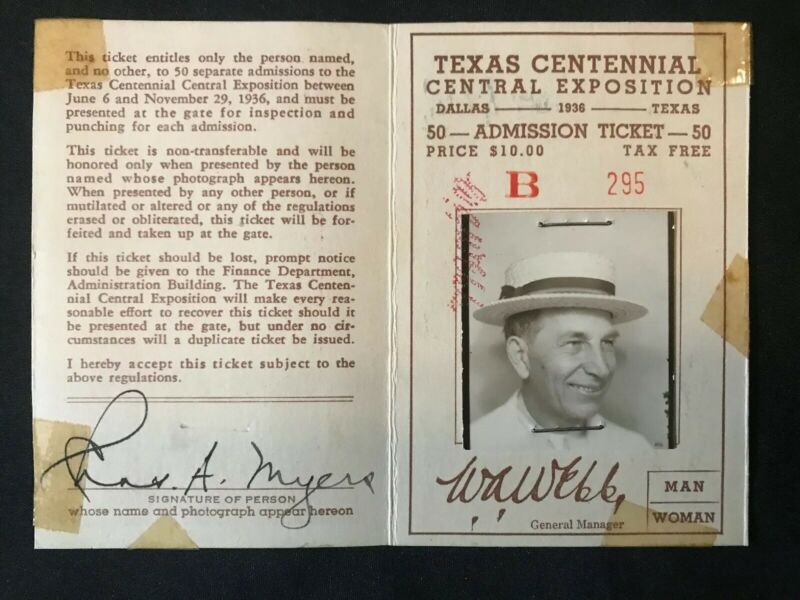 This ticket entitles only the person named,
and no other, to 50 separate admissions to the
Texas Centennial Central Exposition between
June 6 and November 29, 1936, and must be
presented at the gate for inspection and
punching for each admission.
This ticket is non-transferable and will be
honored only when presented by the person
named whose photograph appears hereon.
When presented by any other person, or if
mutilated or altered or any of the regulations
erased or obliterated, this ticket will be for-
feited and taken up at the gate.
If this ticket should be lost, prompt notice
should be given to the Finance Department,
Administration Building. The Texas Centen-
nial Central Exposition will make every rea-
sonable effort to recover this ticket should it
be presented at the gate, but under no cir-
cumstances will a duplicate ticket be issued.
I hereby accept this ticket subject to the
above regulations.
Chas. A. Myers
SIGNATURE OF PERSON
whose name and photograph appear hereon
TEXAS CENTENNIAL
CENTRAL EXPOSITION
DALLAS — 1936 — TEXAS
50 — ADMISSION TICKET — 50
PRICE $10.00 TAX FREE
B 295
W A Webb
General Manager
MAN
WOMAN